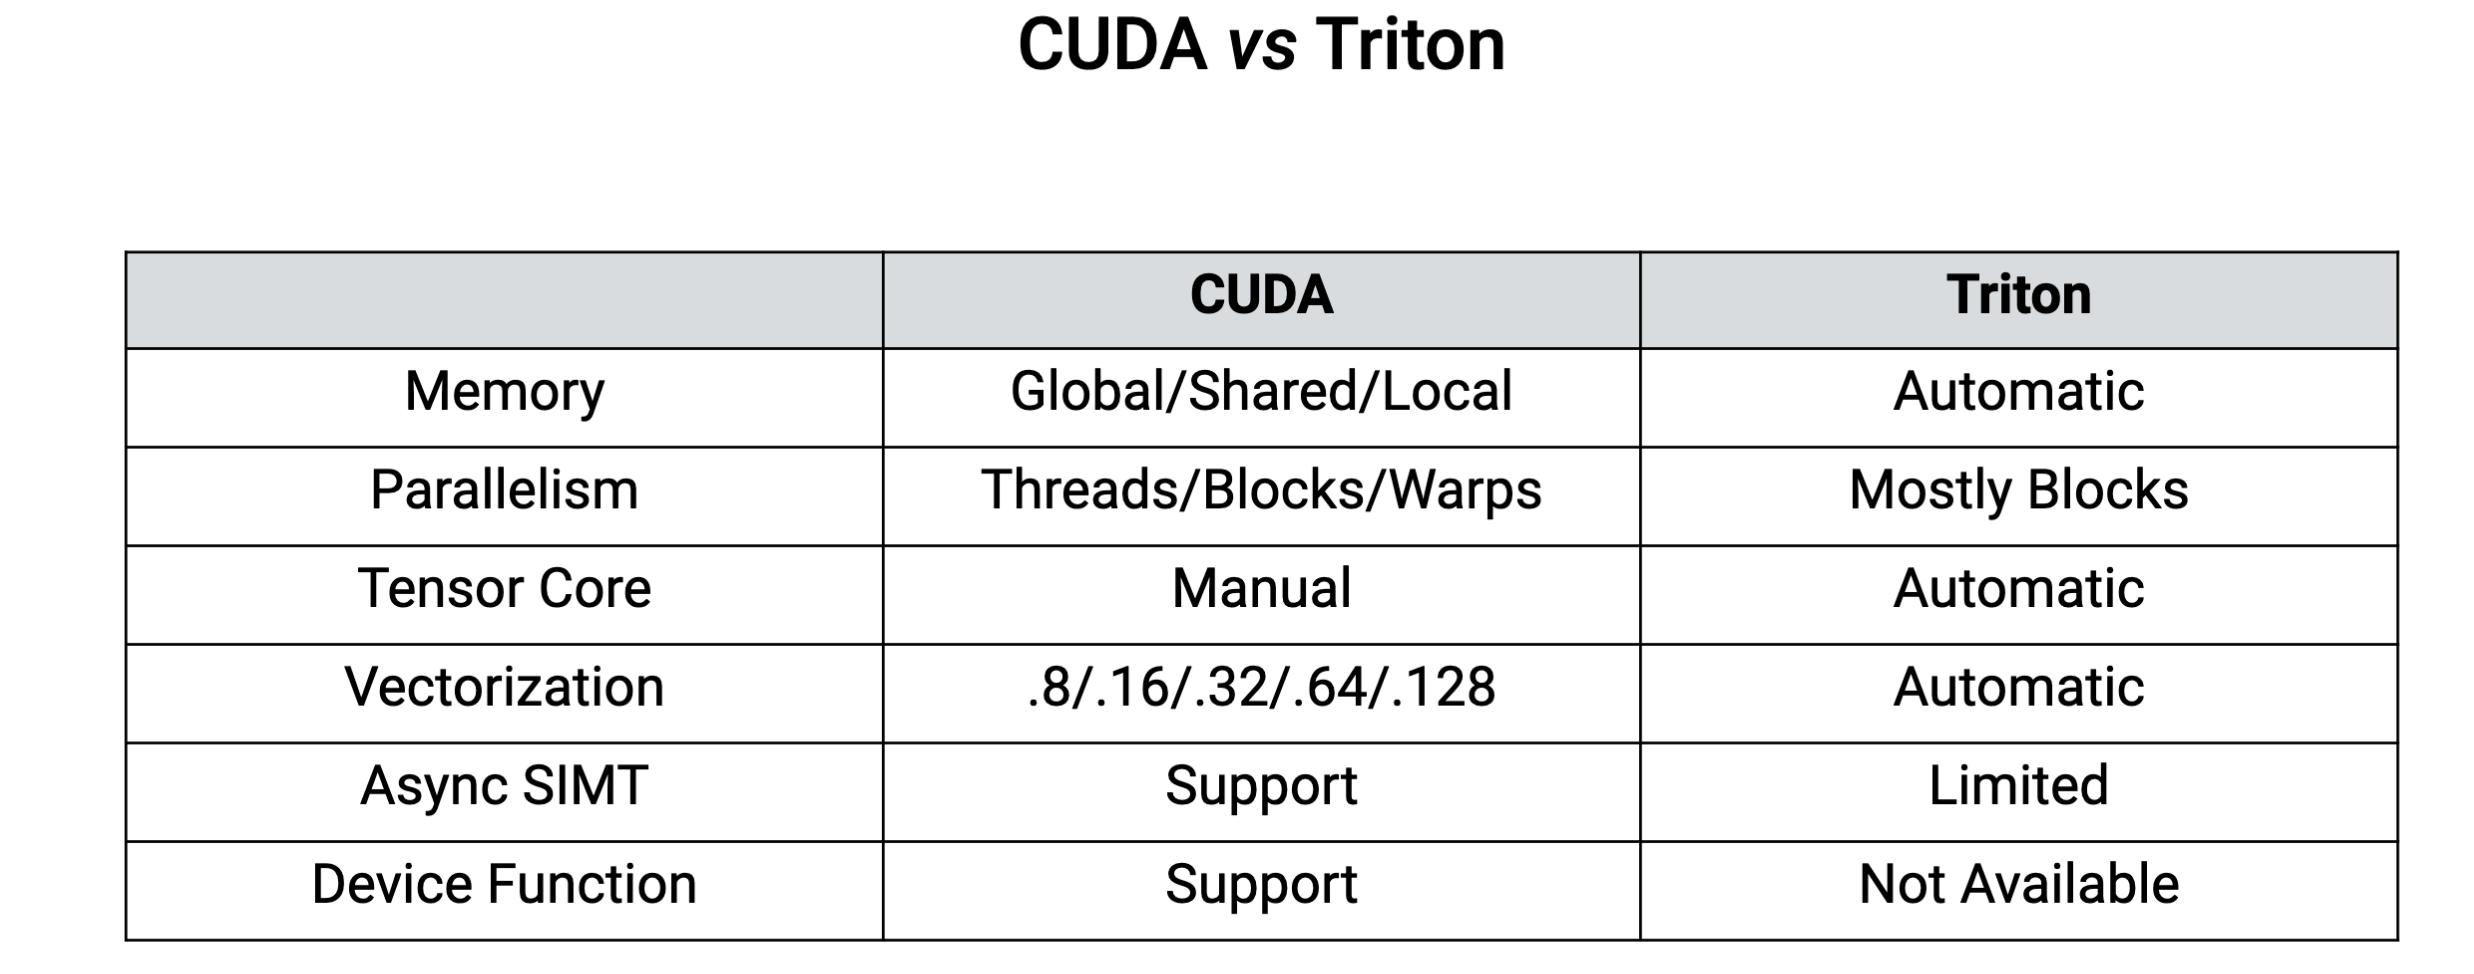 CUDA vs Triton
CUDA Triton
Memory Global/Shared/Local Automatic
Parallelism Threads/Blocks/Warps Mostly Blocks
Tensor Core Manual Automatic
Vectorization .8/.16/.32/.64/.128 Automatic
Async SIMT Support Limited
Device Function Support Not Available